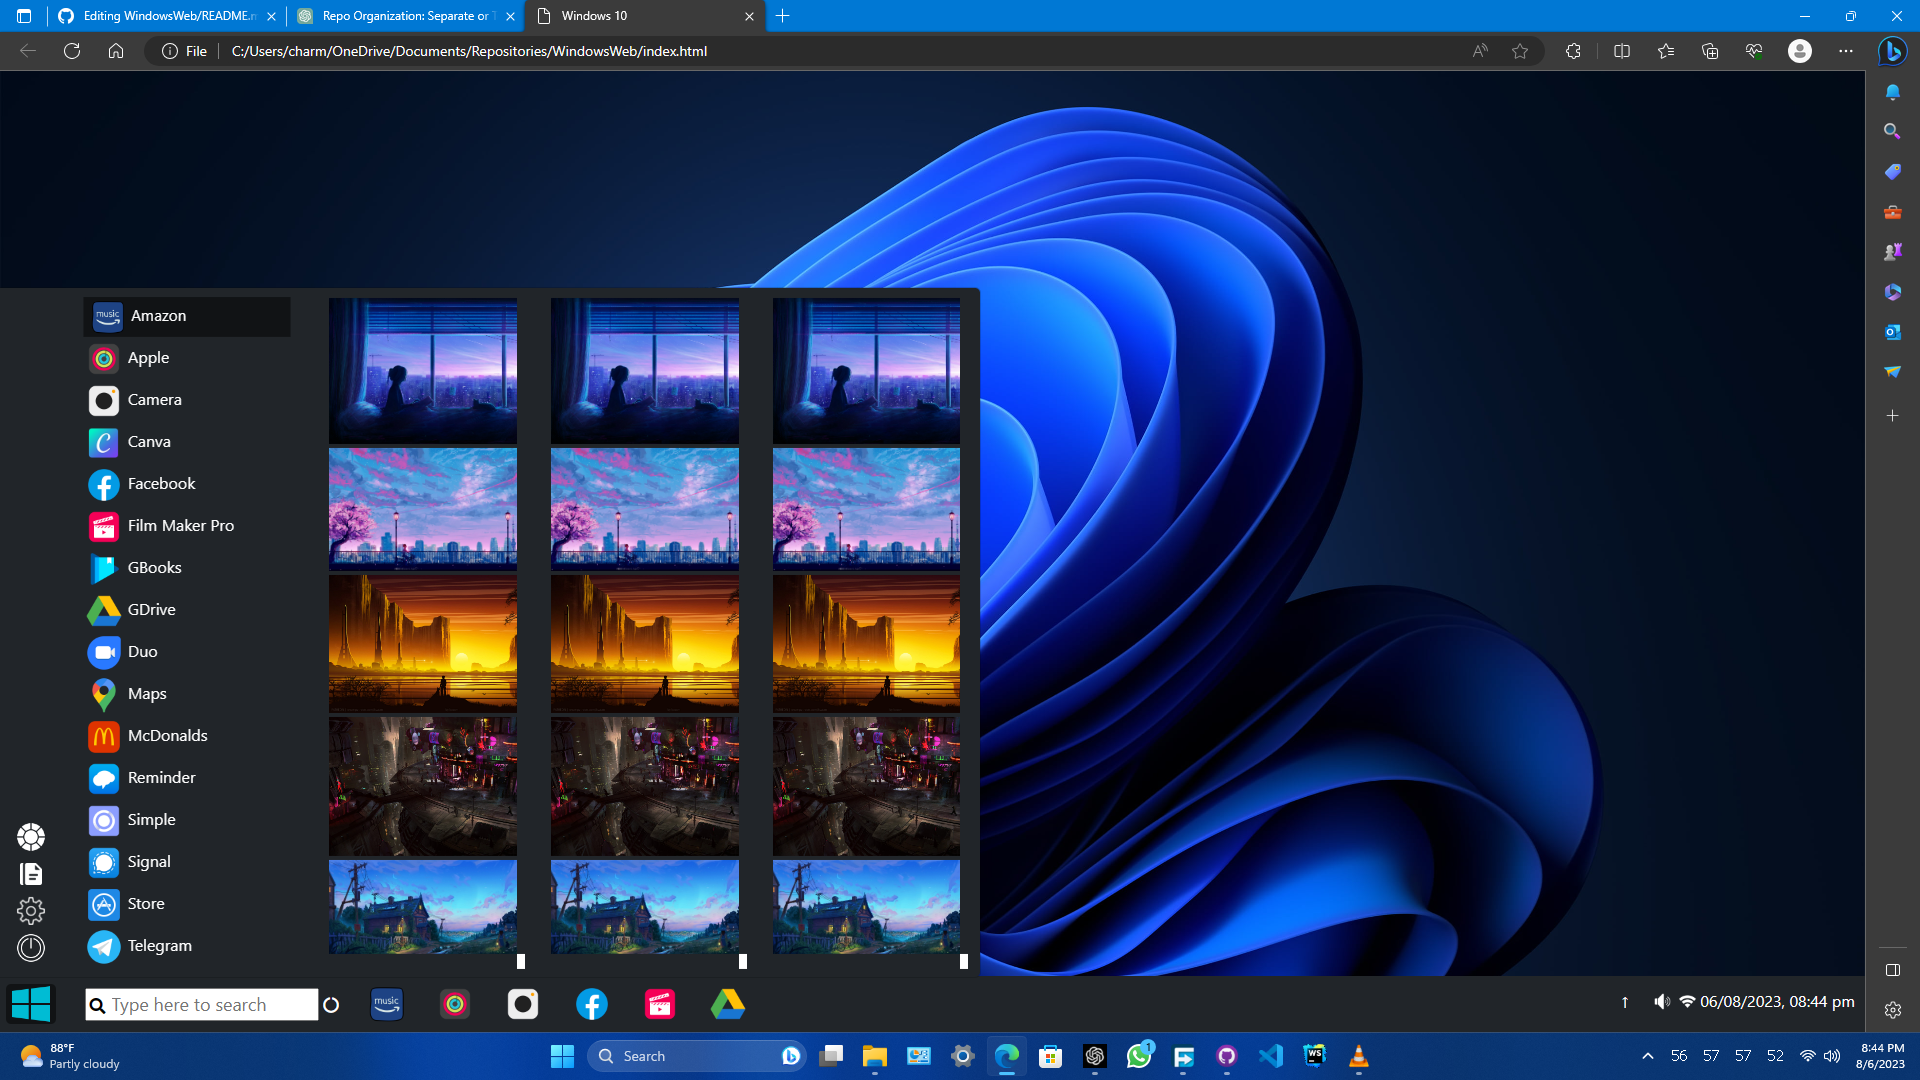 Editing WindowsWeb/README.m
Repo Organization: Separate or T
Windows 10
File
C:/Users/charm/OneDrive/Documents/Repositories/WindowsWeb/index.html
music
Amazon
Apple
Camera
Canva
Facebook
Film Maker Pro
GBooks
GDrive
Duo
Maps
McDonalds
Reminder
Simple
Signal
Store
Telegram
Type here to search
music
06/08/2023, 08:44 pm
88°F
Partly cloudy
Search
1
WS
56 57 57 52
8:44 PM
8/6/2023